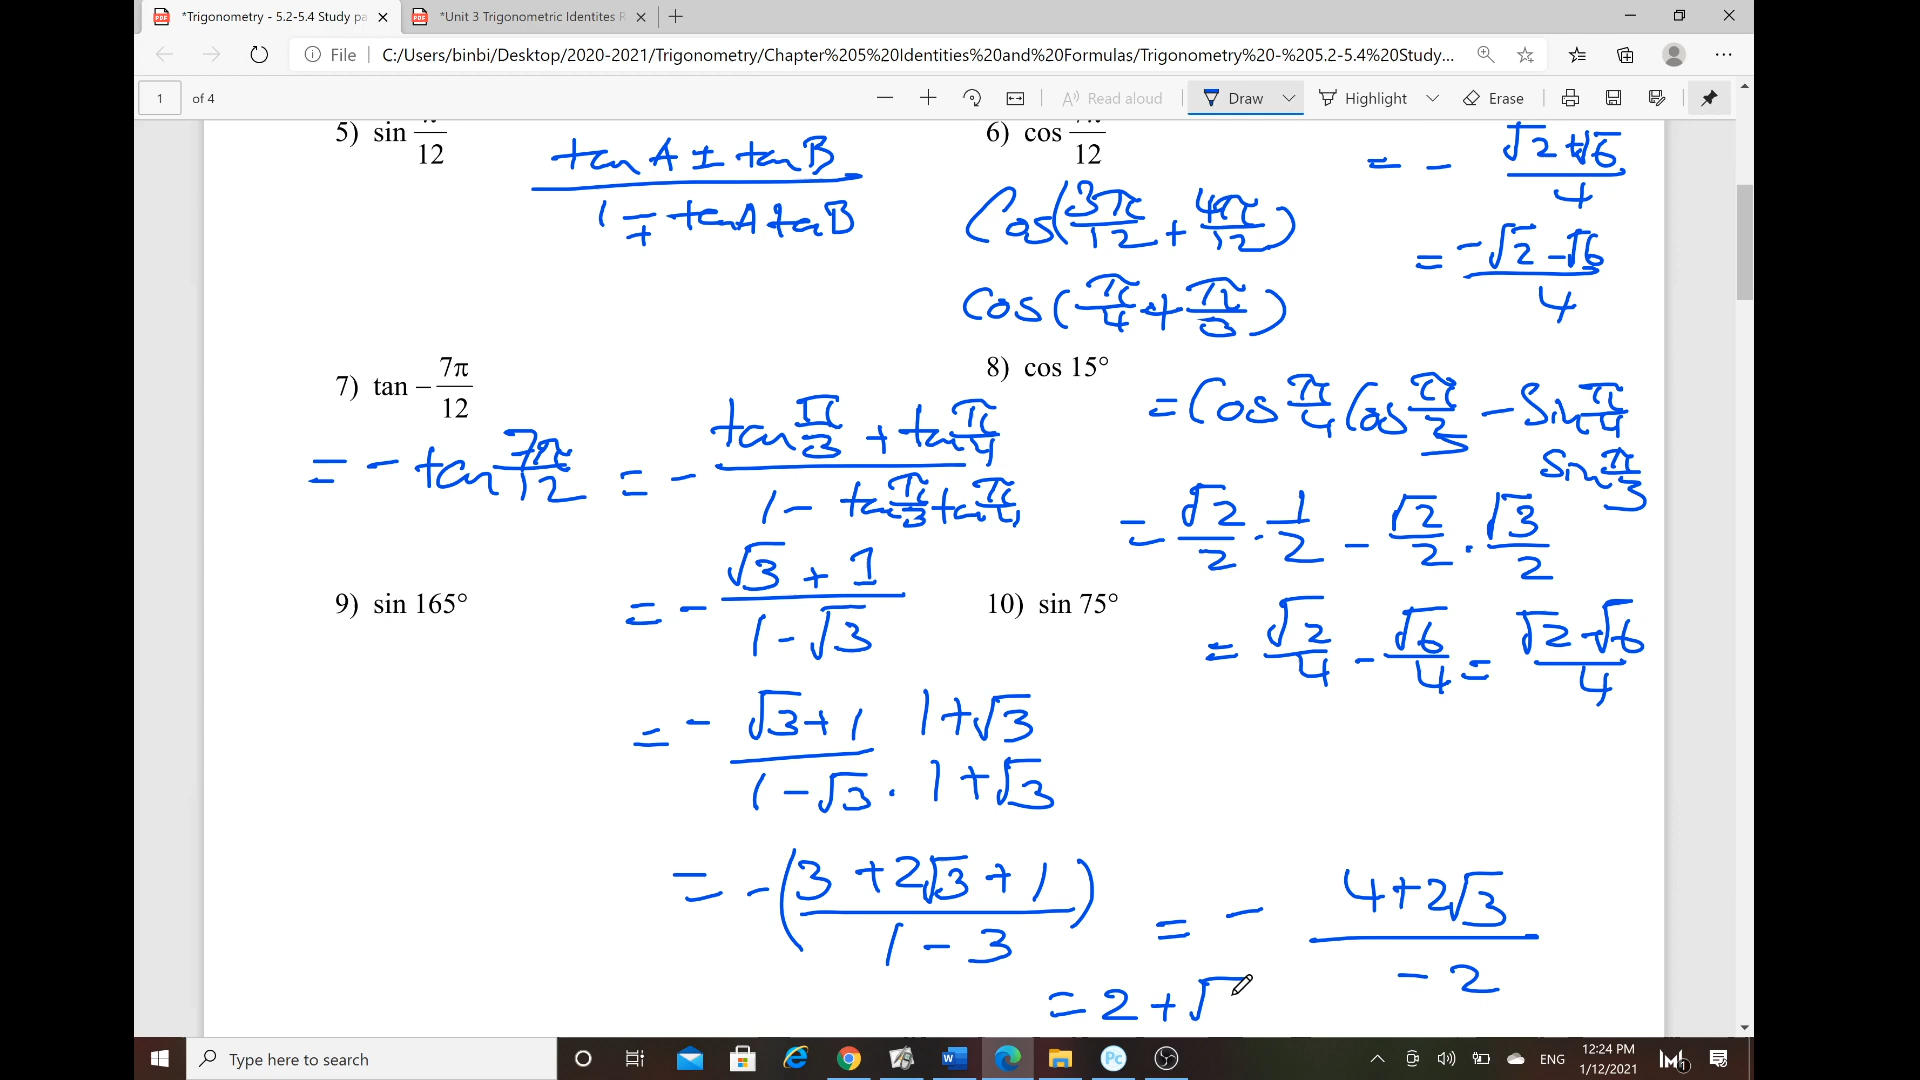 *Trigonometry - 5.2-5.4 Study pa
*Unit 3 Trigonometric Identites R
File
C:/Users/binbi/Desktop/2020-2021/Trigonometry/Chapter%205%20Identities%20and%20Formulas/Trigonometry%20-%205.2-5.4%20Study...
1 of 4
Read aloud
Draw
Highlight
Erase
5) sin π/12
tan A ± tan B / 1 ∓ tan A tan B
6) cos 7π/12
Cos(3π/12 + 4π/12)
Cos(π/4 + π/3)
= Cos π/4 Cos π/3 - Sin π/4 Sin π/3
= √2/2 · 1/2 - √2/2 · √3/2
= √2/4 - √6/4 = √2-√6/4
= - √2+√6/4
= -√2-√6/4
7) tan - 7π/12
= - tan 7π/12 = - tan π/3 + tan π/4 / 1 - tan π/3 tan π/4
= - √3 + 1 / 1 - √3
= - √3+1 / 1-√3 · 1+√3 / 1+√3
= -(3 + 2√3 + 1 / 1 - 3) = - 4+2√3 / -2
= 2 + √
8) cos 15°
9) sin 165°
10) sin 75°
Type here to search
ENG
12:24 PM
1/12/2021